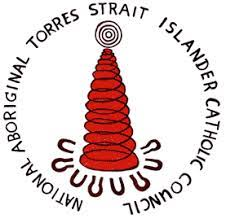 NATIONAL ABORIGINAL TORRES STRAIT ISLANDER CATHOLIC COUNCIL